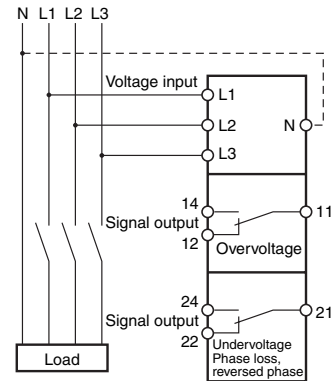 N L1 L2 L3
Voltage input
L1
L2
N
L3
14
11
Signal output
12
Overvoltage
24
21
Signal output
22
Undervoltage
Phase loss,
reversed phase
Load